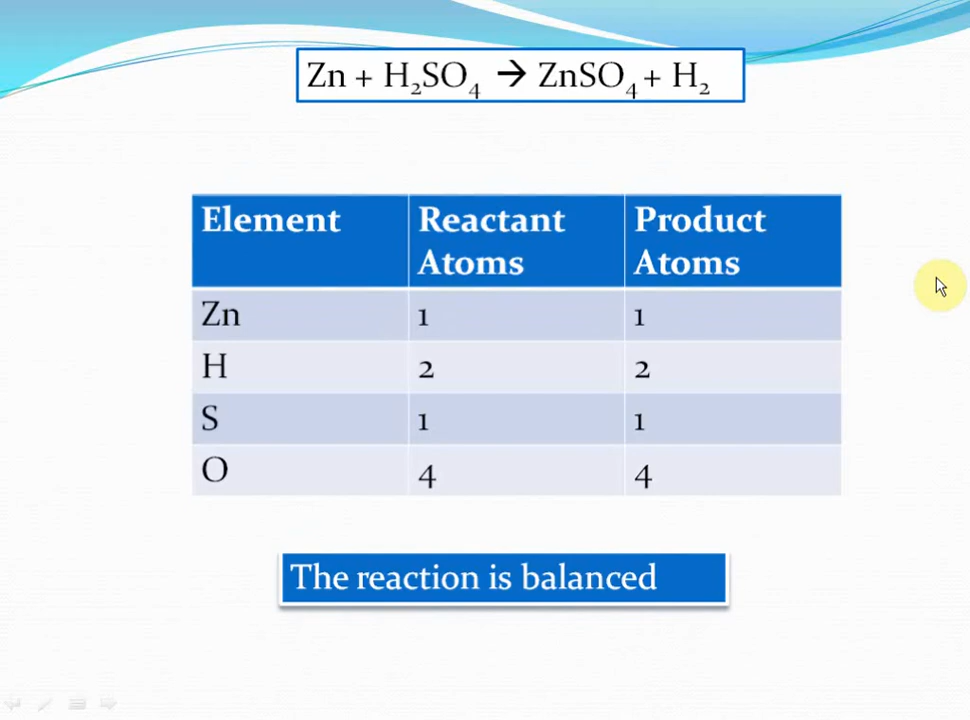 Zn + H₂SO₄ → ZnSO₄ + H₂
Element Reactant Atoms Product Atoms
Zn 1 1
H 2 2
S 1 1
O 4 4
The reaction is balanced